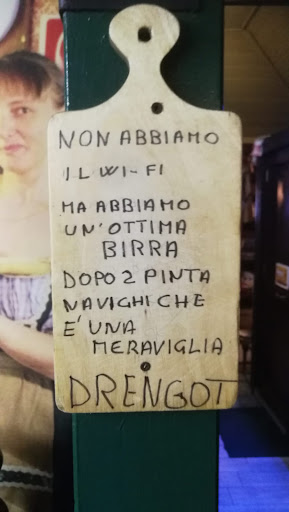 NON ABBIAMO
IL WI-FI
MA ABBIAMO
UN'OTTIMA
BIRRA
DOPO 2 PINTA
NAVIGHI CHE
E' UNA
MERAVIGLIA
DRENGOT